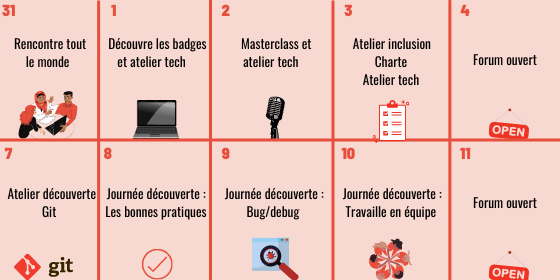 31
Rencontre tout
le monde
1
Découvre les badges
et atelier tech
2
Masterclass et
atelier tech
3
Atelier inclusion
Charte
Atelier tech
4
Forum ouvert
OPEN
7
Atelier découverte
Git
git
8
Journée découverte :
Les bonnes pratiques
9
Journée découverte :
Bug/debug
10
Journée découverte :
Travaille en équipe
11
Forum ouvert
OPEN